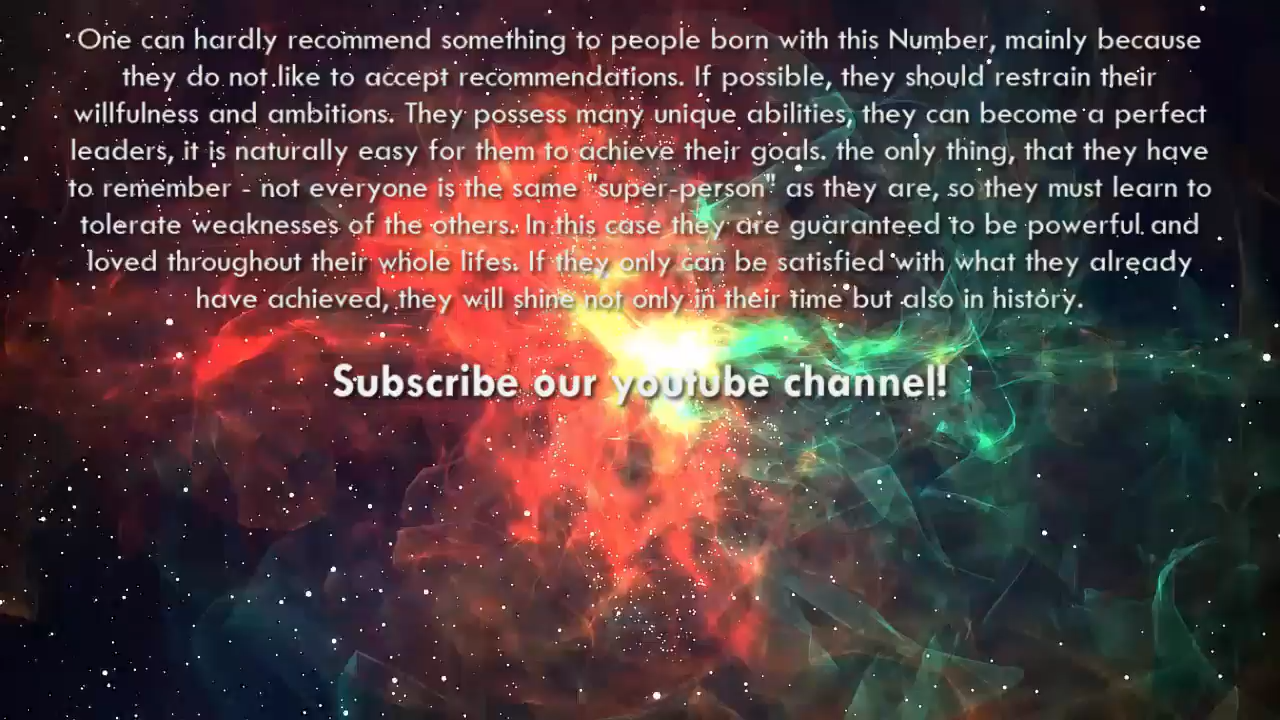 One can hardly recommend something to people born with this Number, mainly because
they do not like to accept recommendations. If possible, they should restrain their
willfulness and ambitions. They possess many unique abilities, they can become a perfect
leaders, it is naturally easy for them to achieve their goals. the only thing, that they have
to remember - not everyone is the same "super-person" as they are, so they must learn to
tolerate weaknesses of the others. In this case they are guaranteed to be powerful and
loved throughout their whole lifes. If they only can be satisfied with what they already
have achieved, they will shine not only in their time but also in history.
Subscribe our youtube channel!